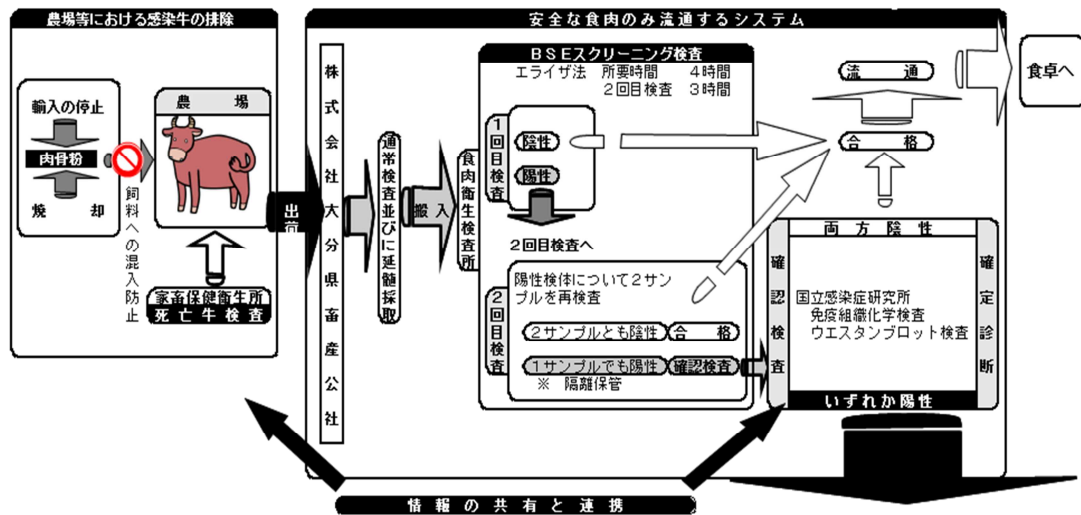 農場等における感染牛の排除
輸入の停止
肉骨粉
焼 却
飼料への混入防止
農 場
家畜保健衛生所
死亡牛検査
出荷
安全な食肉のみ流通するシステム
株式会社大分県畜産公社
通常検査並びに延髄採取
搬入
食肉衛生検査所
BSEスクリーニング検査
エライザ法 所要時間 4時間
2回目検査 3時間
1回目検査
陰性
陽性
2回目検査へ
2回目検査
陽性検体について2サン
プルを再検査
2サンプルとも陰性 合 格
1サンプルでも陽性 確認検査
※ 隔離保管
流 通
合 格
食卓へ
両方陰性
確認検査
国立感染症研究所
免疫組織化学検査
ウエスタンブロット検査
確定診断
いずれか陽性
情報の共有と連携